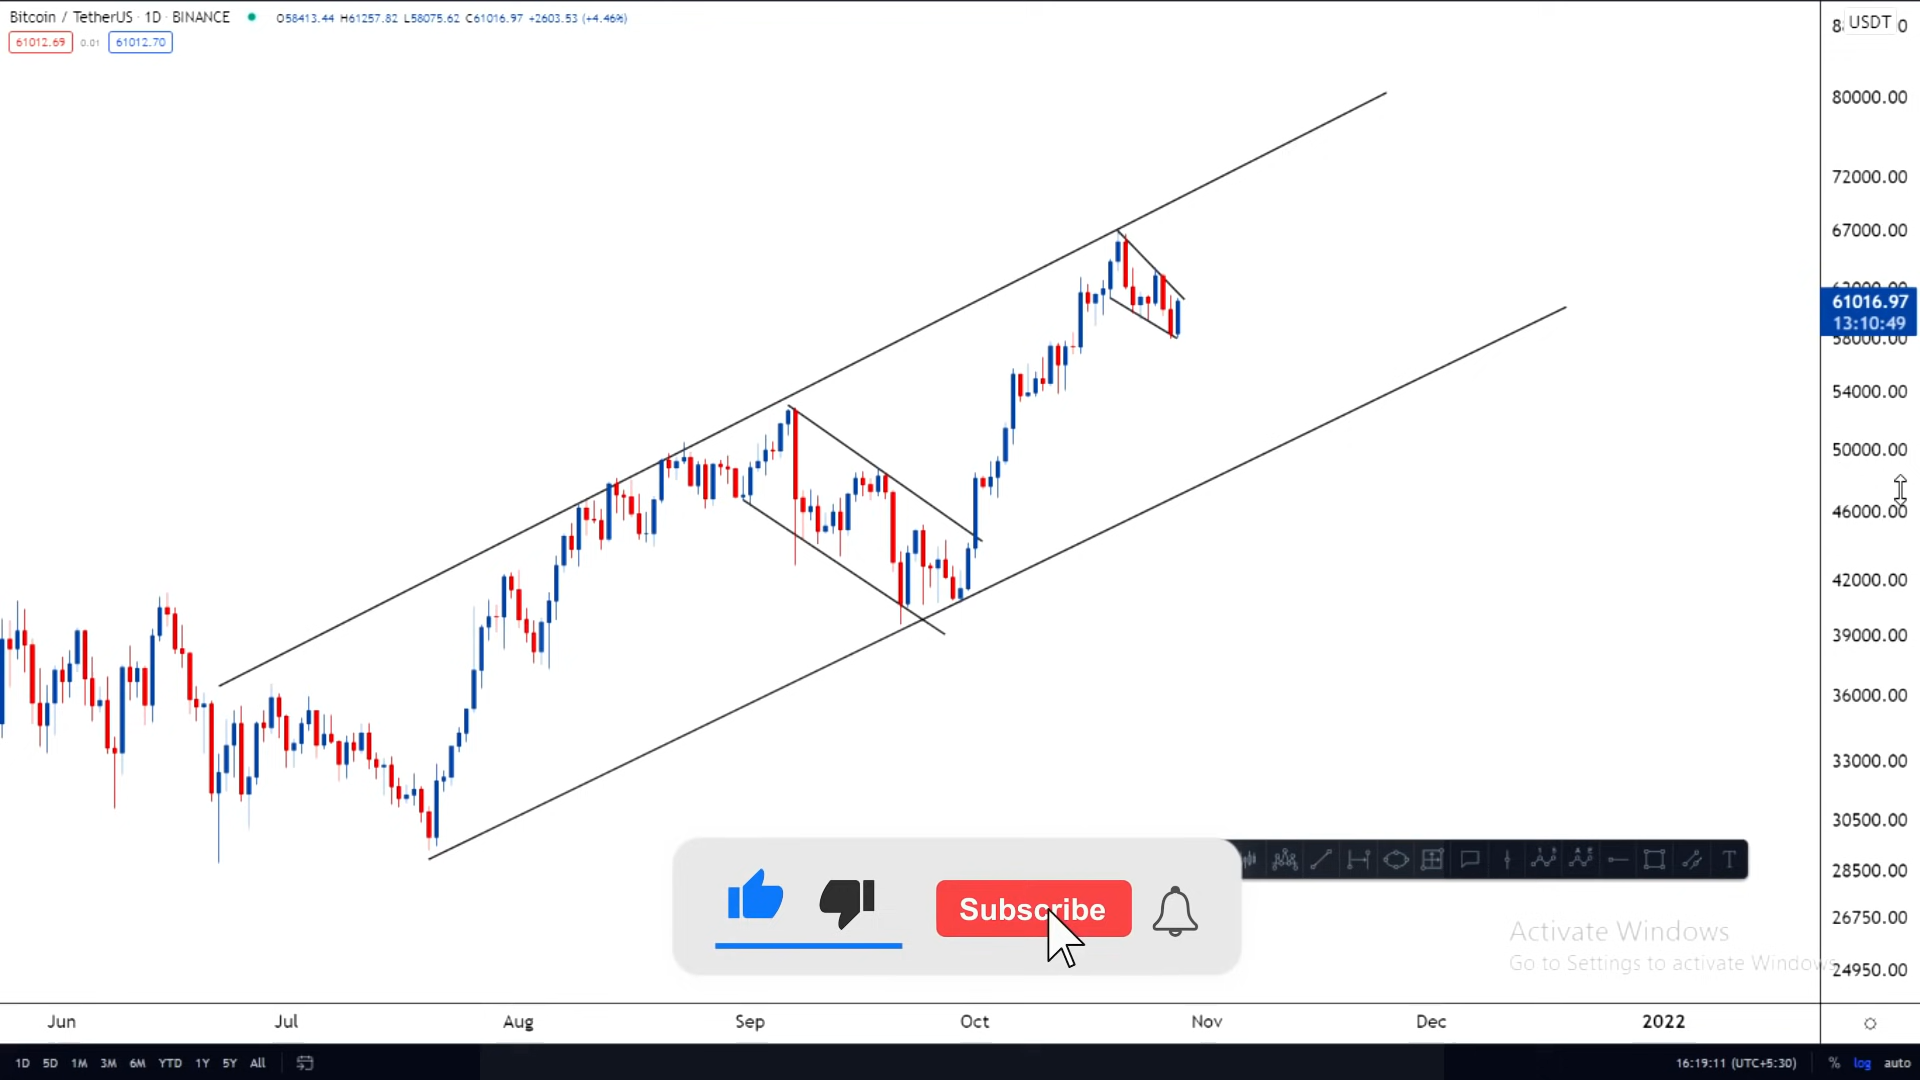 Bitcoin / TetherUS · 1D · BINANCE O58413.44 H61257.82 L58075.62 C61016.97 +2603.53 (+4.46%)
61012.69 0.01 61012.70
USDT
80000.00
72000.00
67000.00
61016.97
13:10:49
58000.00
54000.00
50000.00
46000.00
42000.00
39000.00
36000.00
33000.00
30500.00
28500.00
26750.00
24950.00
Subscribe
T
Activate Windows
Go to Settings to activate Windows
Jun Jul Aug Sep Oct Nov Dec 2022
1D 5D 1M 3M 6M YTD 1Y 5Y All 16:19:11 (UTC+5:30) % log auto